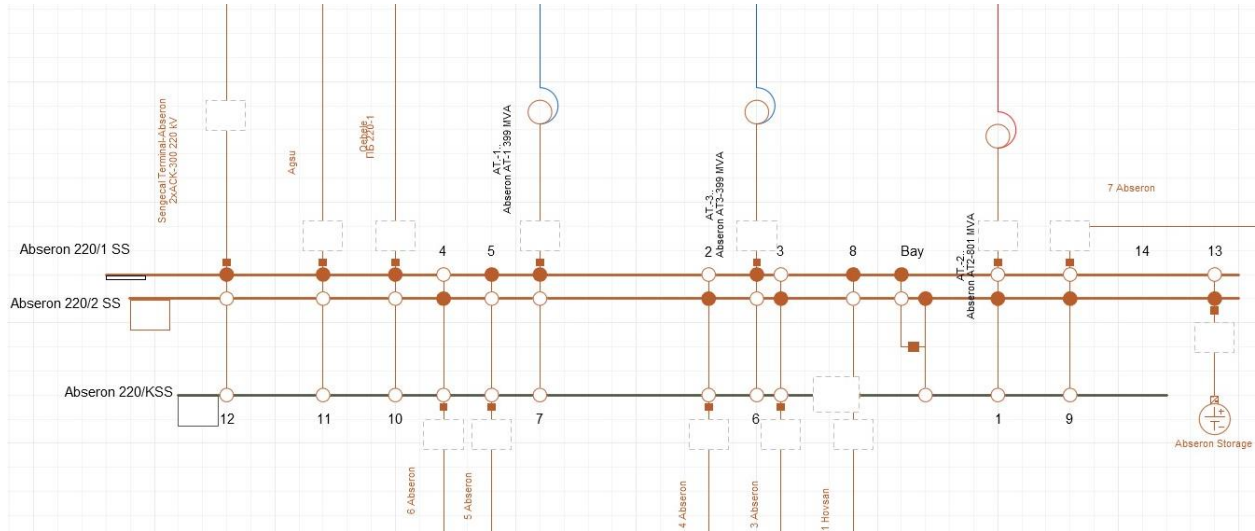 Sengecal Terminal-Abseron
2xACK-300 220 kV
Agsu
Qebele
ПБ 220-1
AT.-1..
Abseron AT-1 399 MVA
AT.-3..
Abseron AT3-399 MVA
AT.-2..
Abseron AT2-801 MVA
7 Abseron
Abseron 220/1 SS
4
5
2
3
8
Bay
14
13
Abseron 220/2 SS
Abseron 220/KSS
12
11
10
7
6
1
9
6 Abseron
5 Abseron
4 Abseron
3 Abseron
1 Hovsan
Abseron Storage